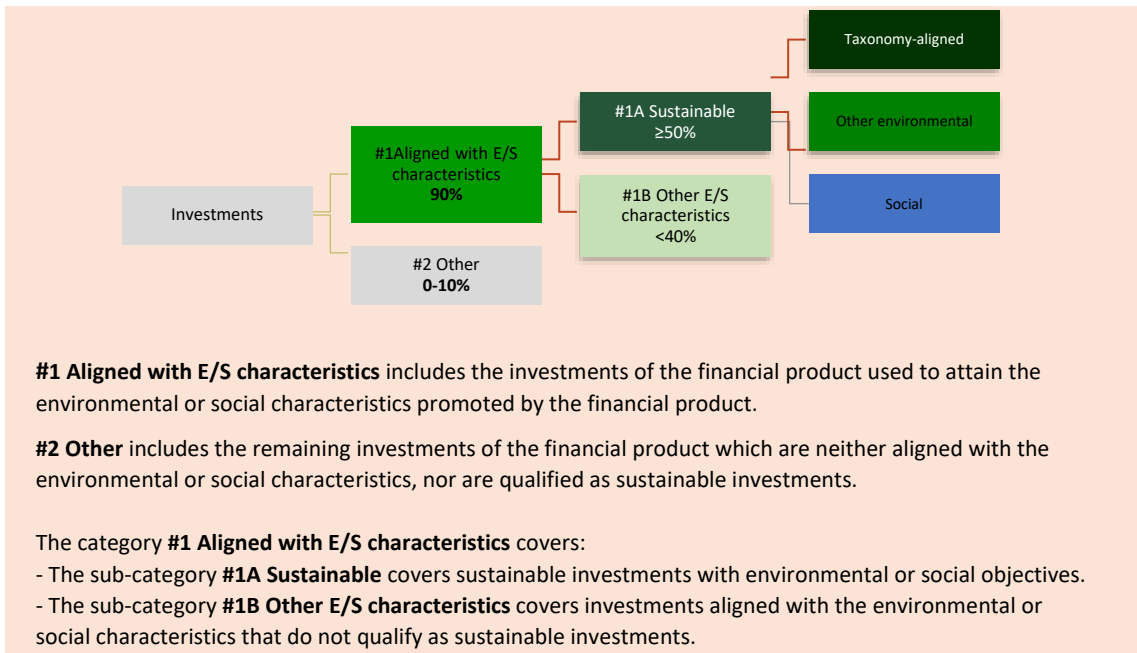 Taxonomy-aligned
#1A Sustainable
≥50%
Other environmental
#1Aligned with E/S
characteristics
90%
Investments
#1B Other E/S
characteristics
<40%
Social
#2 Other
0-10%
#1 Aligned with E/S characteristics includes the investments of the financial product used to attain the
environmental or social characteristics promoted by the financial product.
#2 Other includes the remaining investments of the financial product which are neither aligned with the
environmental or social characteristics, nor are qualified as sustainable investments.
The category #1 Aligned with E/S characteristics covers:
- The sub-category #1A Sustainable covers sustainable investments with environmental or social objectives.
- The sub-category #1B Other E/S characteristics covers investments aligned with the environmental or
social characteristics that do not qualify as sustainable investments.